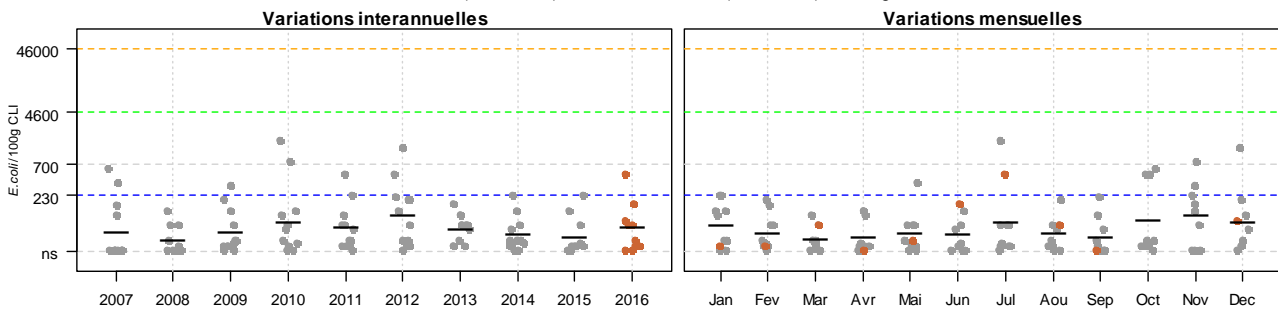 Variations interannuelles
Variations mensuelles
E.coli/100g CLI
46000
4600
700
230
ns
2007 2008 2009 2010 2011 2012 2013 2014 2015 2016
Jan Fev Mar Avr Mai Jun Jul Aou Sep Oct Nov Dec